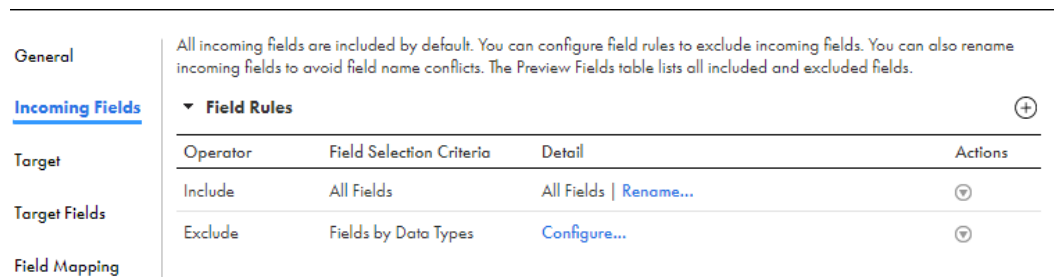 General
Incoming Fields
Target
Target Fields
Field Mapping
All incoming fields are included by default. You can configure field rules to exclude incoming fields. You can also rename
incoming fields to avoid field name conflicts. The Preview Fields table lists all included and excluded fields.
Field Rules
Operator Field Selection Criteria Detail Actions
Include All Fields All Fields | Rename...
Exclude Fields by Data Types Configure...